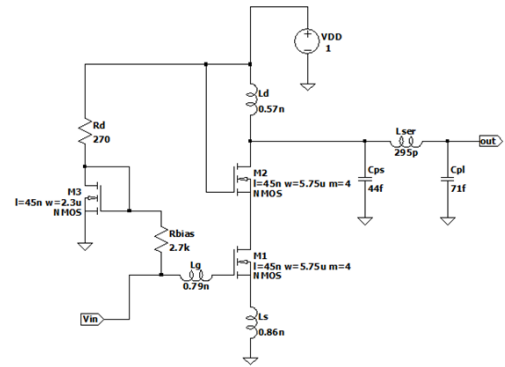 VDD
1
Ld
0.57n
Lser
295p
out
Rd
270
Cps
44f
Cpl
71f
M2
l=45n w=5.75u m=4
NMOS
M3
l=45n w=2.3u
NMOS
Rbias
2.7k
M1
l=45n w=5.75u m=4
NMOS
Lg
0.79n
Vin
Ls
0.86n